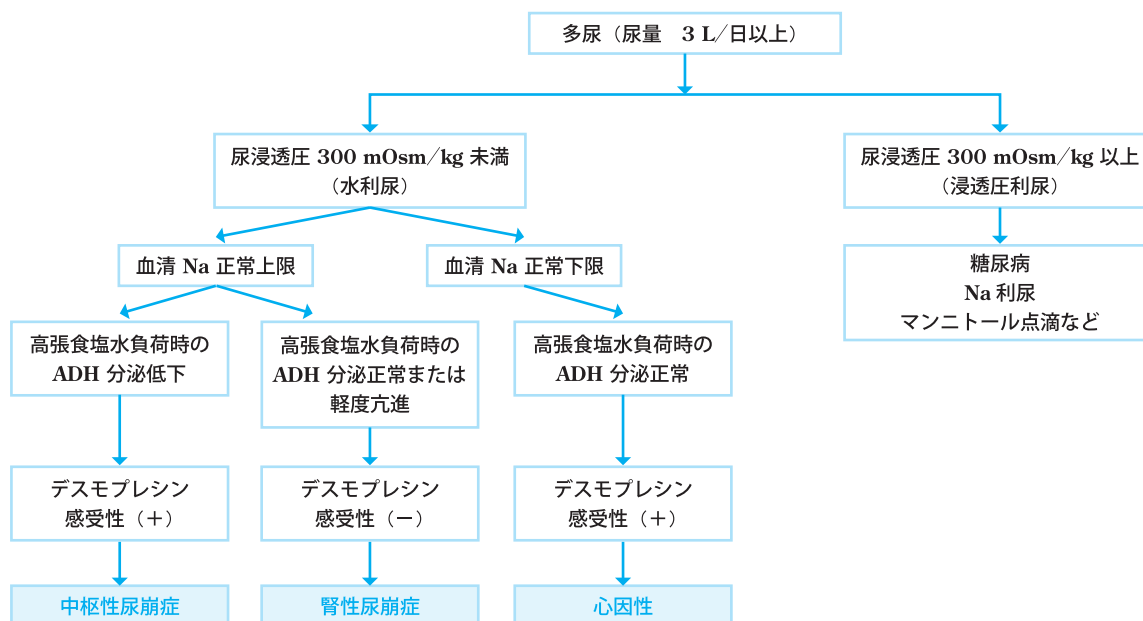 多尿（尿量　3 L/日以上）
尿浸透圧 300 mOsm/kg 未満
（水利尿）
尿浸透圧 300 mOsm/kg 以上
（浸透圧利尿）
血清 Na 正常上限
血清 Na 正常下限
糖尿病
Na 利尿
マンニトール点滴など
高張食塩水負荷時の
ADH 分泌低下
高張食塩水負荷時の
ADH 分泌正常または
軽度亢進
高張食塩水負荷時の
ADH 分泌正常
デスモプレシン
感受性（＋）
デスモプレシン
感受性（－）
デスモプレシン
感受性（＋）
中枢性尿崩症
腎性尿崩症
心因性